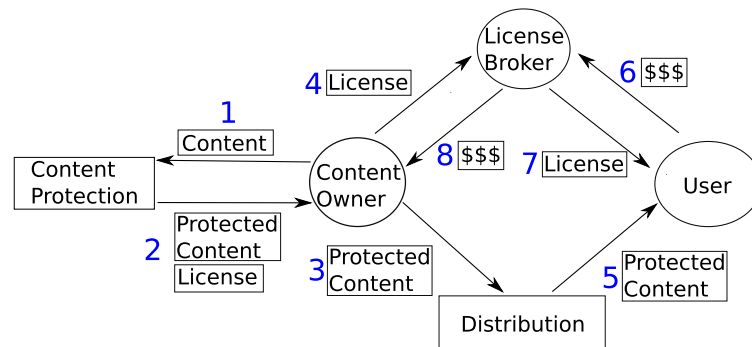 License
Broker
4 License
6 $$$
1
Content
Content
Protection
Content
Owner
8 $$$
7 License
User
2 Protected
Content
License
3 Protected
Content
5 Protected
Content
Distribution